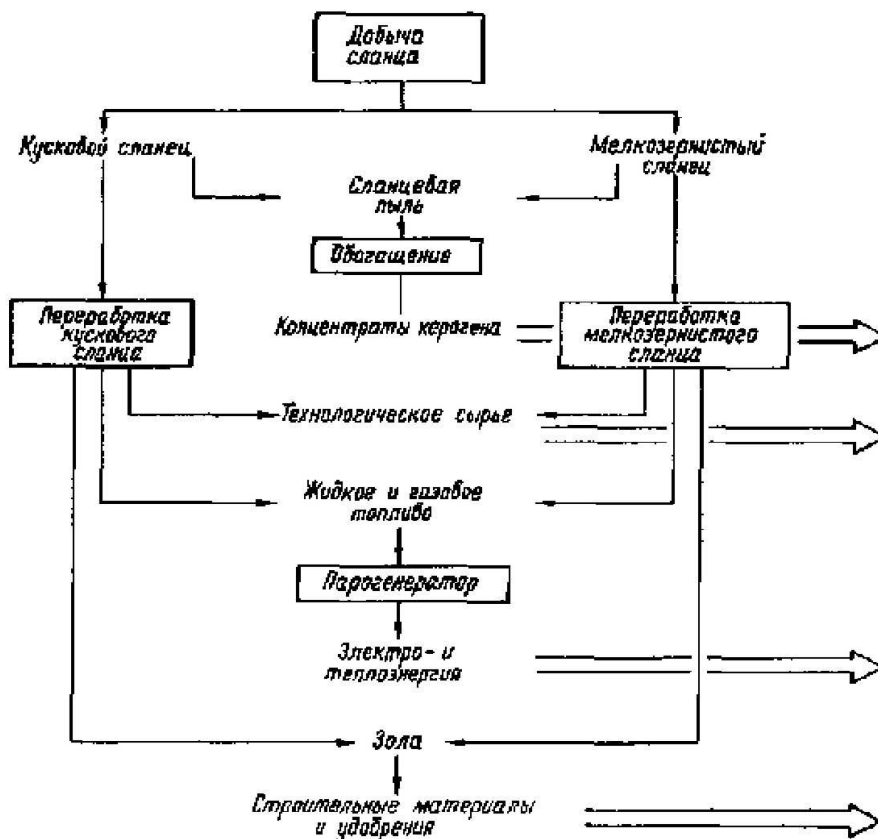 Добыча
сланца
Кусковой сланец
Мелкозернистый
сланец
Сланцевая
пыль
Обогащение
Переработка
кускового
сланца
Концентраты керогена
Переработка
мелкозернистого
сланца
Технологическое сырье
Жидкое и газовое
топливо
Парогенератор
Электро- и
теплоэнергия
Зола
Строительные материалы
и удобрения